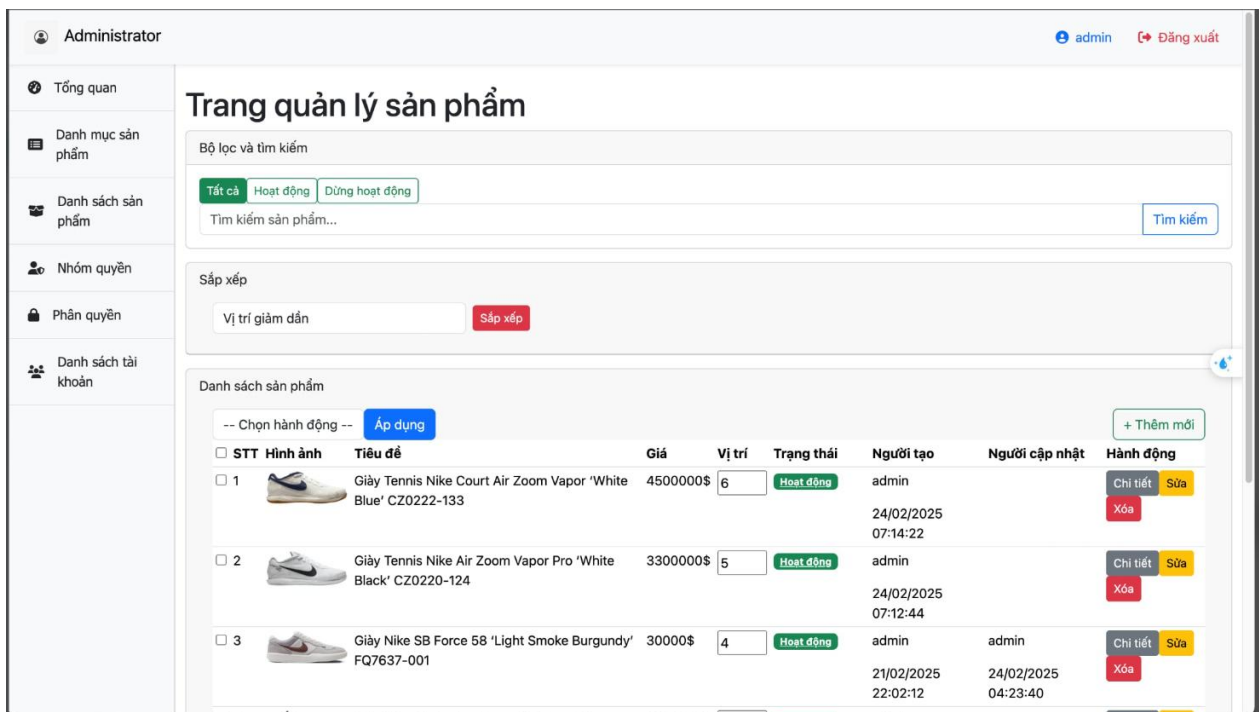 Administrator
admin
Đăng xuất
Tổng quan
Danh mục sản
phẩm
Danh sách sản
phẩm
Nhóm quyền
Phân quyền
Danh sách tài
khoản
Trang quản lý sản phẩm
Bộ lọc và tìm kiếm
Tất cả Hoạt động Dừng hoạt động
Tìm kiếm sản phẩm... Tìm kiếm
Sắp xếp
Vị trí giảm dần Sắp xếp
Danh sách sản phẩm
-- Chọn hành động -- Áp dụng + Thêm mới
STT Hình ảnh Tiêu đề Giá Vị trí Trạng thái Người tạo Người cập nhật Hành động
1 Giày Tennis Nike Court Air Zoom Vapor ‘White 4500000$ 6 Hoạt động admin Chi tiết Sửa
Blue’ CZ0222-133
Xóa
24/02/2025
07:14:22
2 Giày Tennis Nike Air Zoom Vapor Pro ‘White 3300000$ 5 Hoạt động admin Chi tiết Sửa
Black’ CZ0220-124
Xóa
24/02/2025
07:12:44
3 Giày Nike SB Force 58 ‘Light Smoke Burgundy’ 30000$ 4 Hoạt động admin admin Chi tiết Sửa
FQ7637-001
Xóa
21/02/2025 24/02/2025
22:02:12 04:23:40